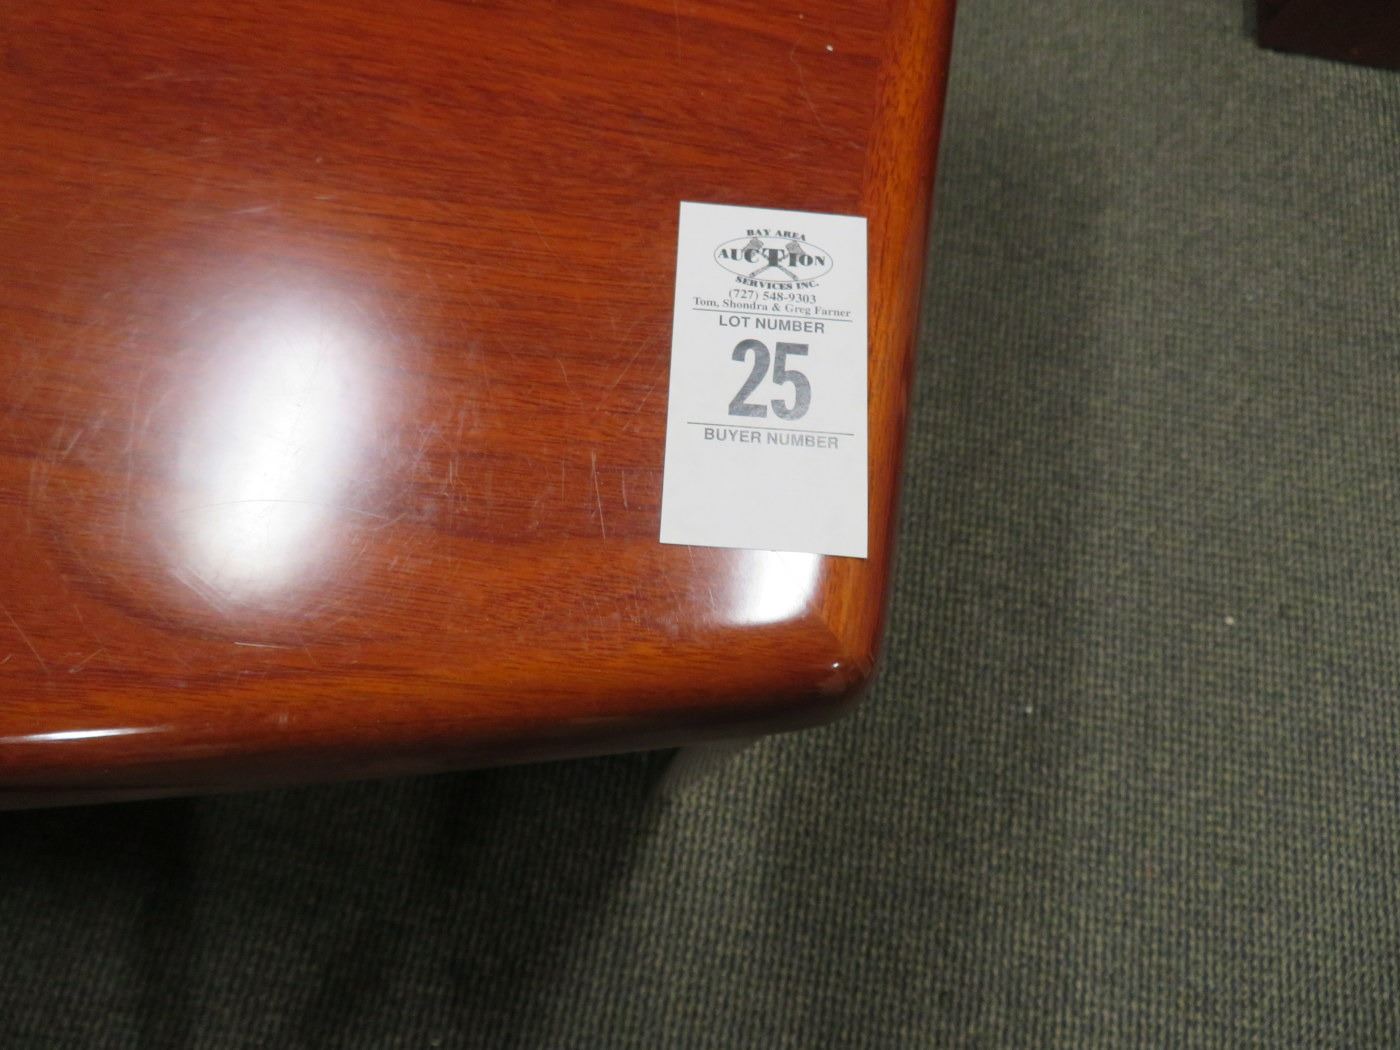 BAY AREA
AUCTION
SERVICES INC.
(727) 548-9303
Tom, Shondra & Greg Farner
LOT NUMBER
25
BUYER NUMBER